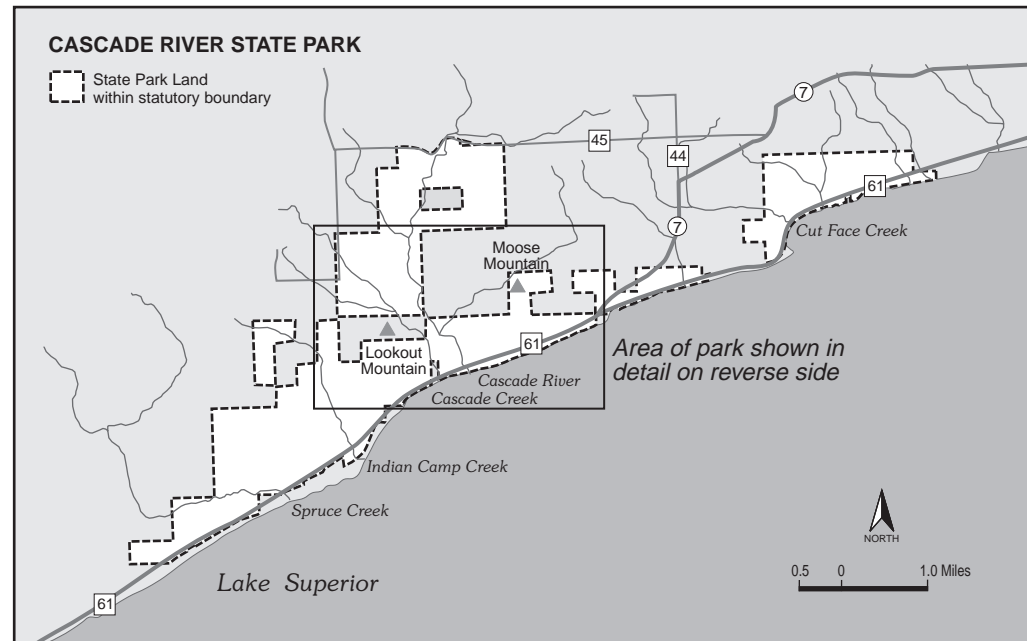 CASCADE RIVER STATE PARK
State Park Land
within statutory boundary
7
45
44
61
7
Cut Face Creek
Moose
Mountain
61
Lookout
Mountain
Area of park shown in
detail on reverse side
Cascade River
Cascade Creek
Indian Camp Creek
Spruce Creek
NORTH
Lake Superior
0.5 0 1.0 Miles
61